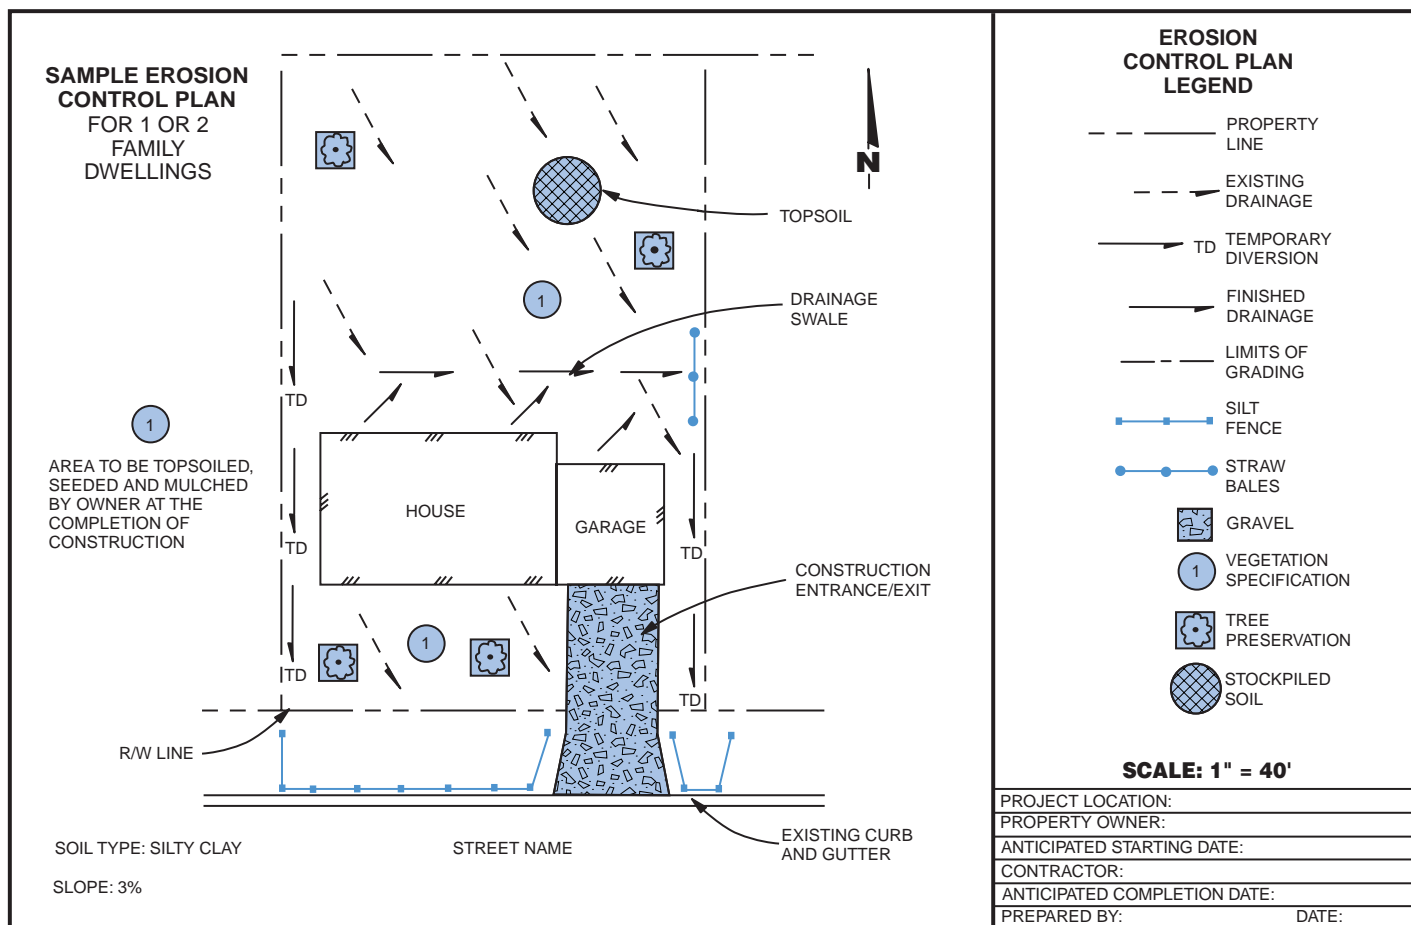 SAMPLE EROSION
CONTROL PLAN
FOR 1 OR 2
FAMILY
DWELLINGS
N
TOPSOIL
1
DRAINAGE
SWALE
TD
TD
TD
1
AREA TO BE TOPSOILED,
SEEDED AND MULCHED
BY OWNER AT THE
COMPLETION OF
CONSTRUCTION
HOUSE
GARAGE
TD
CONSTRUCTION
ENTRANCE/EXIT
1
TD
R/W LINE
EXISTING CURB
AND GUTTER
SOIL TYPE: SILTY CLAY
STREET NAME
SLOPE: 3%
EROSION
CONTROL PLAN
LEGEND
PROPERTY
LINE
EXISTING
DRAINAGE
TD TEMPORARY
DIVERSION
FINISHED
DRAINAGE
LIMITS OF
GRADING
SILT
FENCE
STRAW
BALES
GRAVEL
1 VEGETATION
SPECIFICATION
TREE
PRESERVATION
STOCKPILED
SOIL
SCALE: 1" = 40'
PROJECT LOCATION:
PROPERTY OWNER:
ANTICIPATED STARTING DATE:
CONTRACTOR:
ANTICIPATED COMPLETION DATE:
PREPARED BY: DATE: